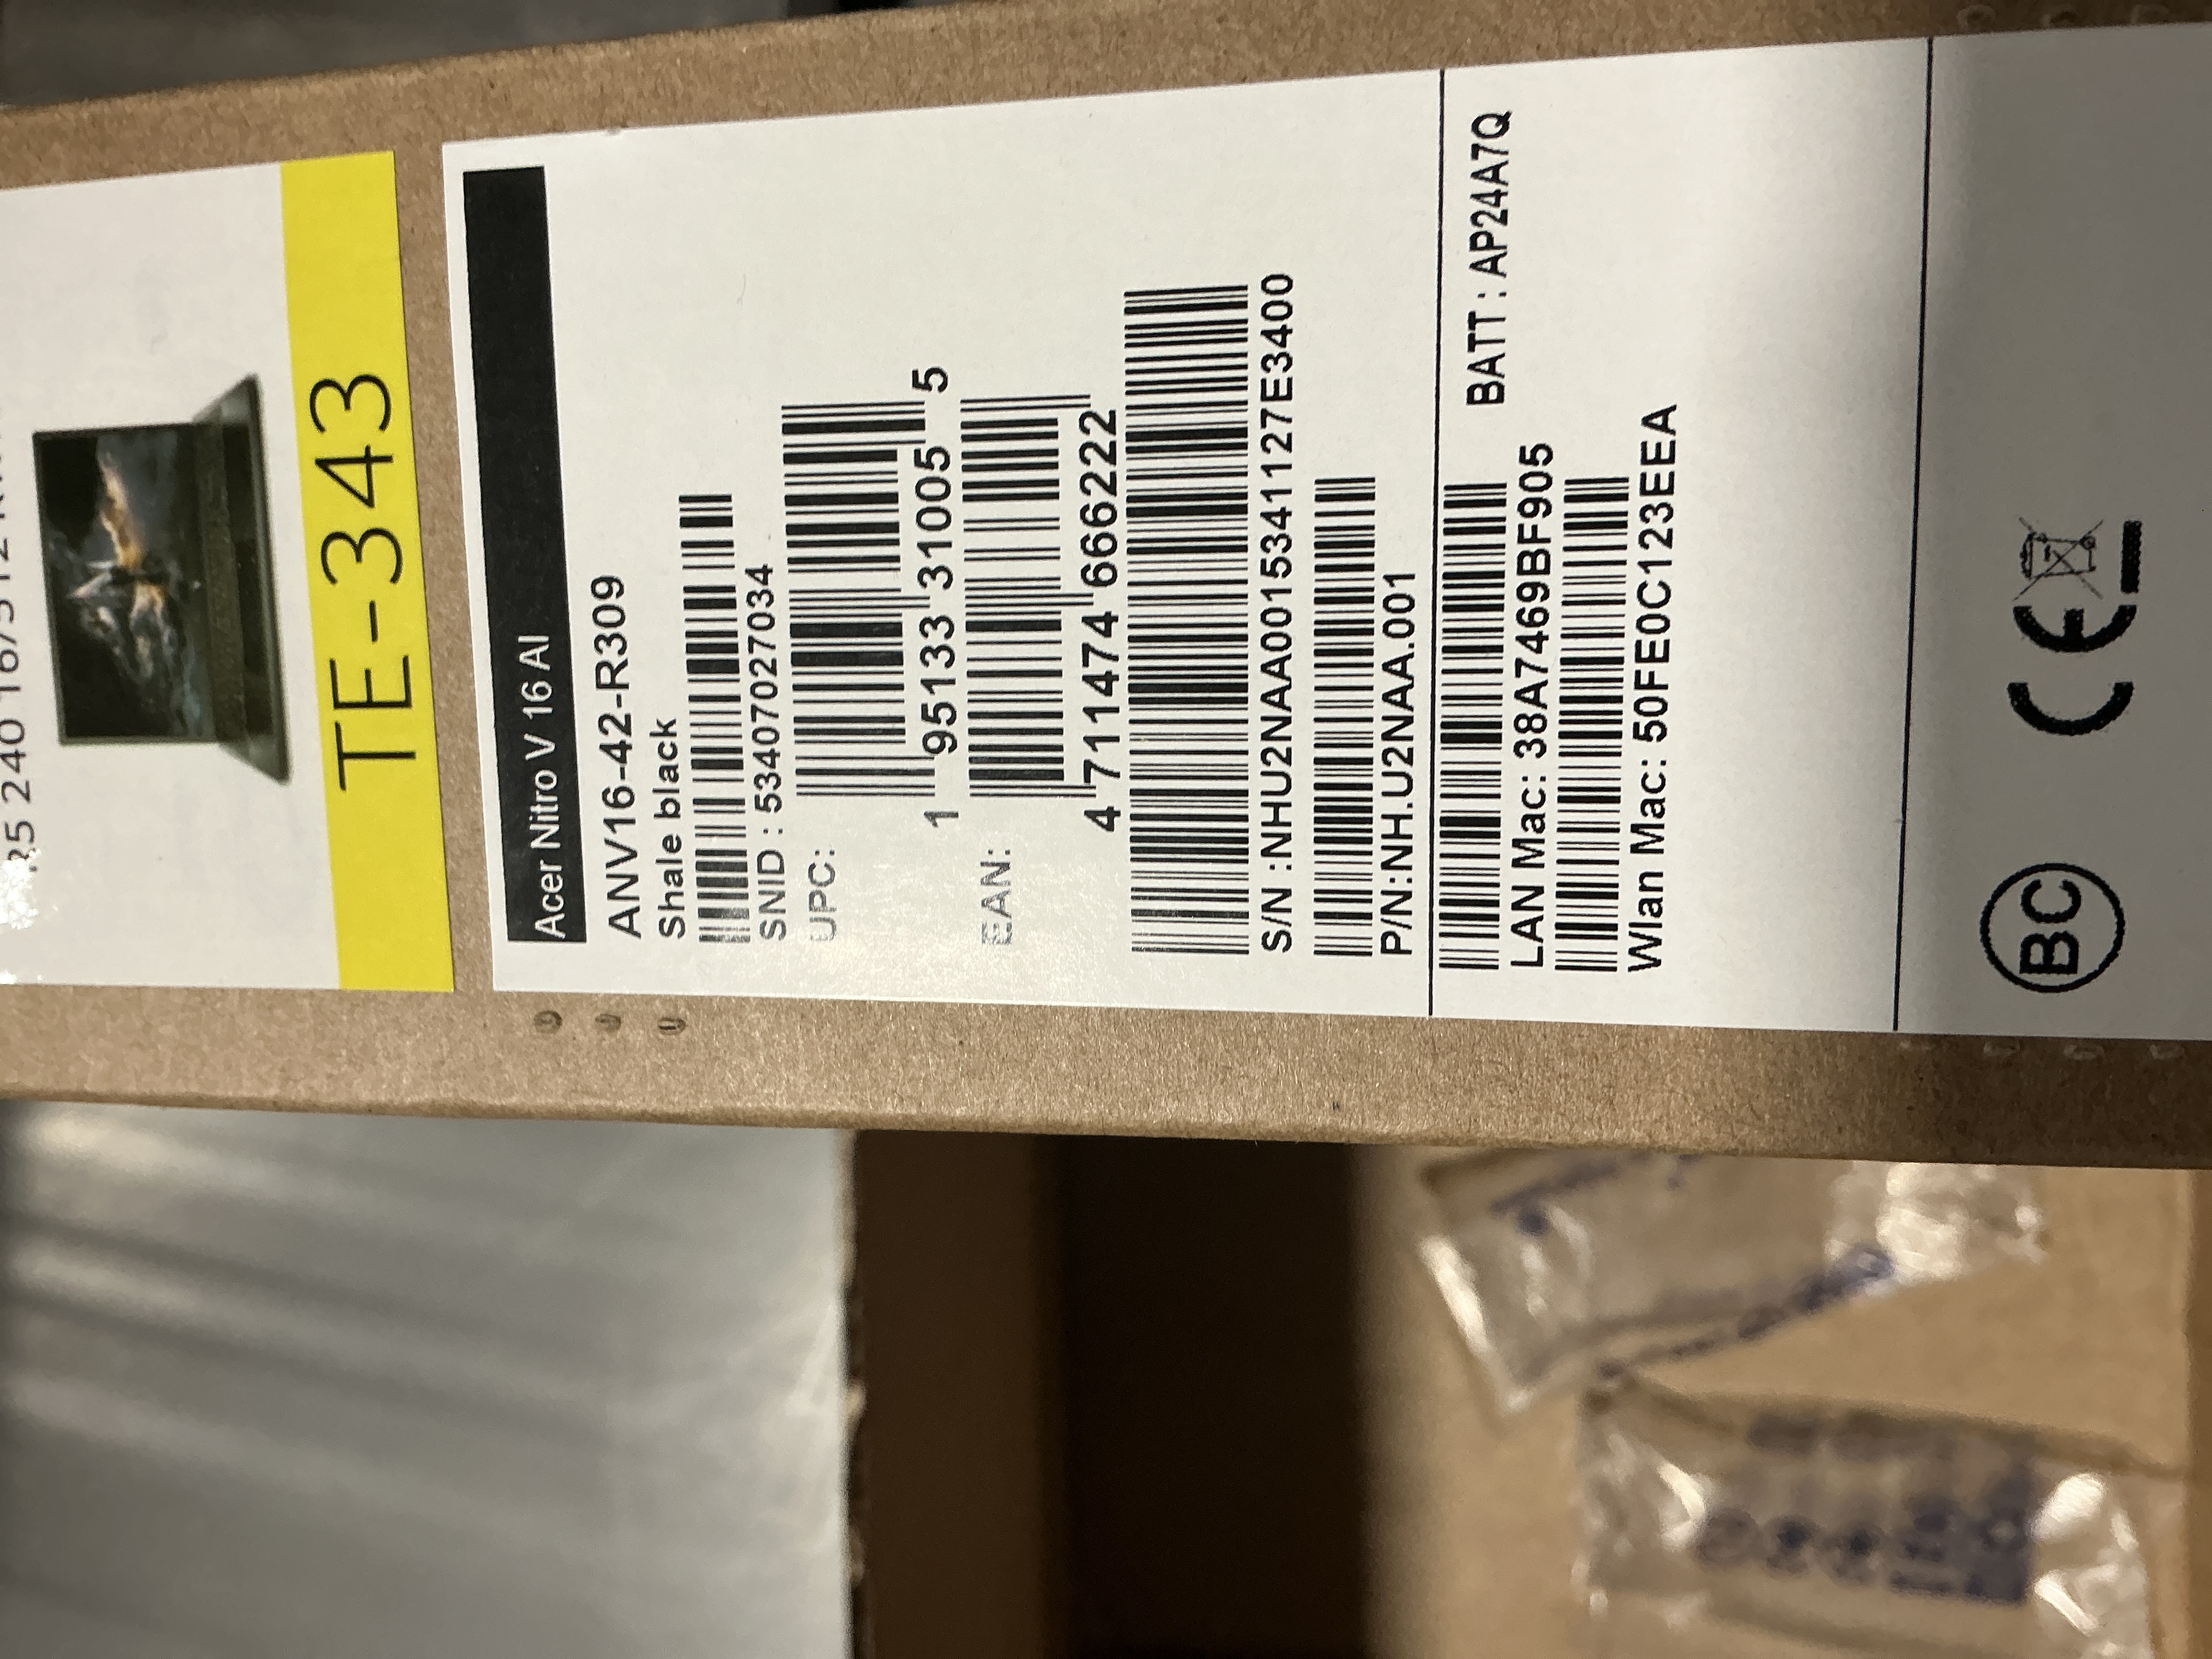 TE-343
Acer Nitro V 16 AI
ANV16-42-R309
Shale black
SNID : 53407027034
UPC:
1 95133 31005 5
EAN:
4 711474 666222
S/N :NHU2NAA0015341127E3400
P/N:NH.U2NAA.001
BATT : AP24A7Q
LAN Mac: 38A7469BF905
Wlan Mac: 50FE0C123EEA
BC CE